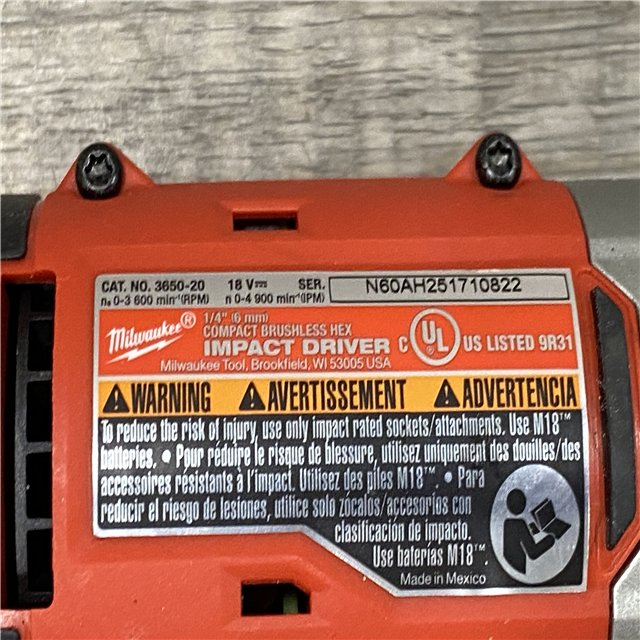 CAT. NO. 3650-20 18 V⎓ SER. N60AH251710822
n₀ 0-3 600 min⁻¹(RPM) n 0-4 900 min⁻¹(IPM)
Milwaukee®
1/4" (6 mm)
COMPACT BRUSHLESS HEX
IMPACT DRIVER
C UL® US LISTED 9R31
Milwaukee Tool, Brookfield, WI 53005 USA
⚠WARNING ⚠AVERTISSEMENT ⚠ADVERTENCIA
To reduce the risk of injury, use only impact rated sockets/attachments. Use M18™
batteries. • Pour réduire le risque de blessure, utilisez uniquement des douilles/des
accessoires resistants à l'impact. Utilisez des piles M18™. • Para
reducir el riesgo de lesiones, utilice solo zócalos/accesorios con
clasificación de impacto.
Use baterías M18™.
Made in Mexico